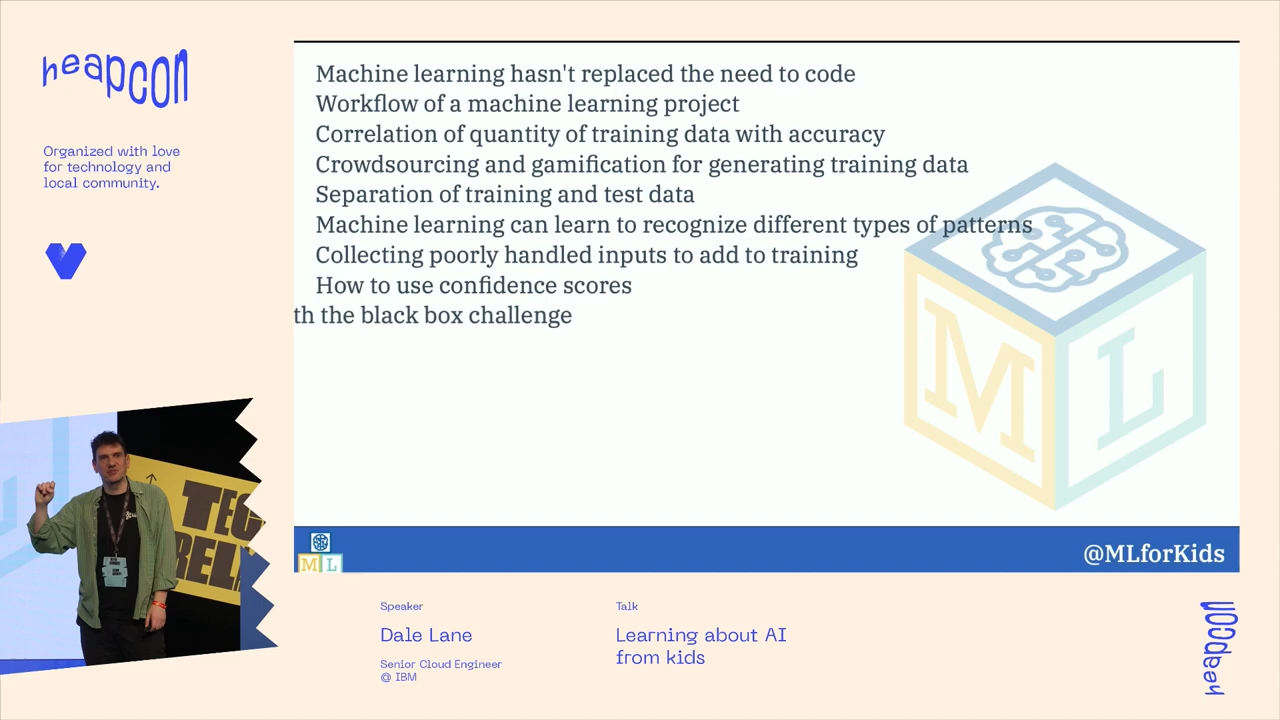 heapcon
Organized with love
for technology and
local community.
Machine learning hasn't replaced the need to code
Workflow of a machine learning project
Correlation of quantity of training data with accuracy
Crowdsourcing and gamification for generating training data
Separation of training and test data
Machine learning can learn to recognize different types of patterns
Collecting poorly handled inputs to add to training
How to use confidence scores
th the black box challenge
M L
M L
@MLforKids
Speaker
Dale Lane
Senior Cloud Engineer
@ IBM
Talk
Learning about AI
from kids
heapcon